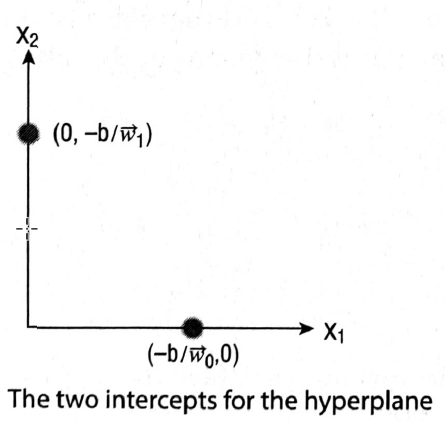 X₂
(0, −b/w⃗₁)
X₁
(−b/w⃗₀,0)
The two intercepts for the hyperplane